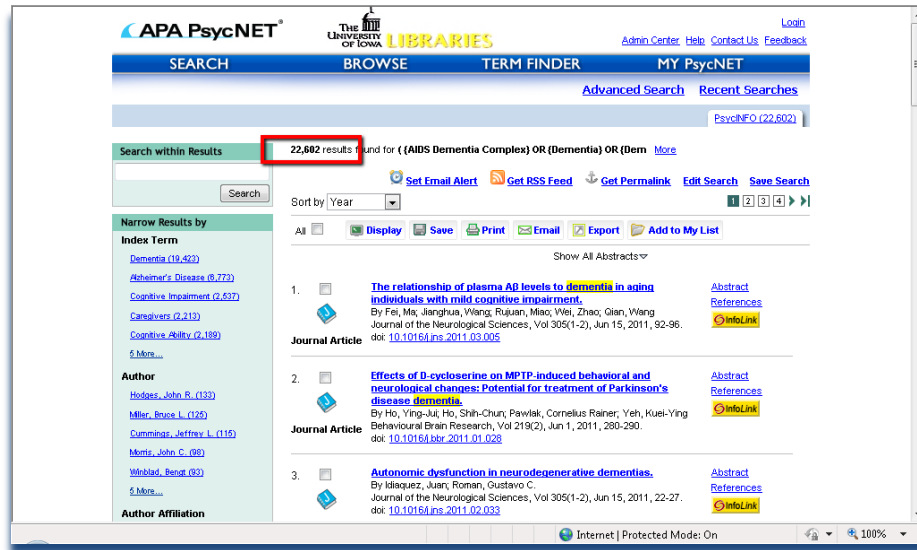 APA PsycNET®
THE UNIVERSITY OF IOWA LIBRARIES
Login
Admin Center Help Contact Us Feedback
SEARCH BROWSE TERM FINDER MY PsycNET
Advanced Search Recent Searches
PsycINFO (22,602)
Search within Results
Search
22,602 results found for ( {AIDS Dementia Complex} OR {Dementia} OR {Dem More
Set Email Alert Get RSS Feed Get Permalink Edit Search Save Search
Sort by Year
1 2 3 4
Narrow Results by
Index Term
Dementia (19,423)
Alzheimer's Disease (6,773)
Cognitive Impairment (2,537)
Caregivers (2,213)
Cognitive Ability (2,189)
5 More...
Author
Hodges, John R. (133)
Miller, Bruce L. (125)
Cummings, Jeffrey L. (115)
Morris, John C. (98)
Winblad, Bengt (93)
5 More...
Author Affiliation
All Display Save Print Email Export Add to My List
Show All Abstracts
1.
Journal Article
The relationship of plasma Aβ levels to dementia in aging
individuals with mild cognitive impairment.
By Fei, Ma; Jianghua, Wang; Rujuan, Miao; Wei, Zhao; Qian, Wang
Journal of the Neurological Sciences, Vol 305(1-2), Jun 15, 2011, 92-96.
doi: 10.1016/j.jns.2011.03.005
Abstract
References
InfoLink
2.
Journal Article
Effects of D-cycloserine on MPTP-induced behavioral and
neurological changes: Potential for treatment of Parkinson's
disease dementia.
By Ho, Ying-Jui; Ho, Shih-Chun; Pawlak, Cornelius Rainer; Yeh, Kuei-Ying
Behavioural Brain Research, Vol 219(2), Jun 1, 2011, 280-290.
doi: 10.1016/j.bbr.2011.01.028
Abstract
References
InfoLink
3.
Journal Article
Autonomic dysfunction in neurodegenerative dementias.
By Idiaquez, Juan; Roman, Gustavo C.
Journal of the Neurological Sciences, Vol 305(1-2), Jun 15, 2011, 22-27.
doi: 10.1016/j.jns.2011.02.033
Abstract
References
InfoLink
Internet | Protected Mode: On
100%